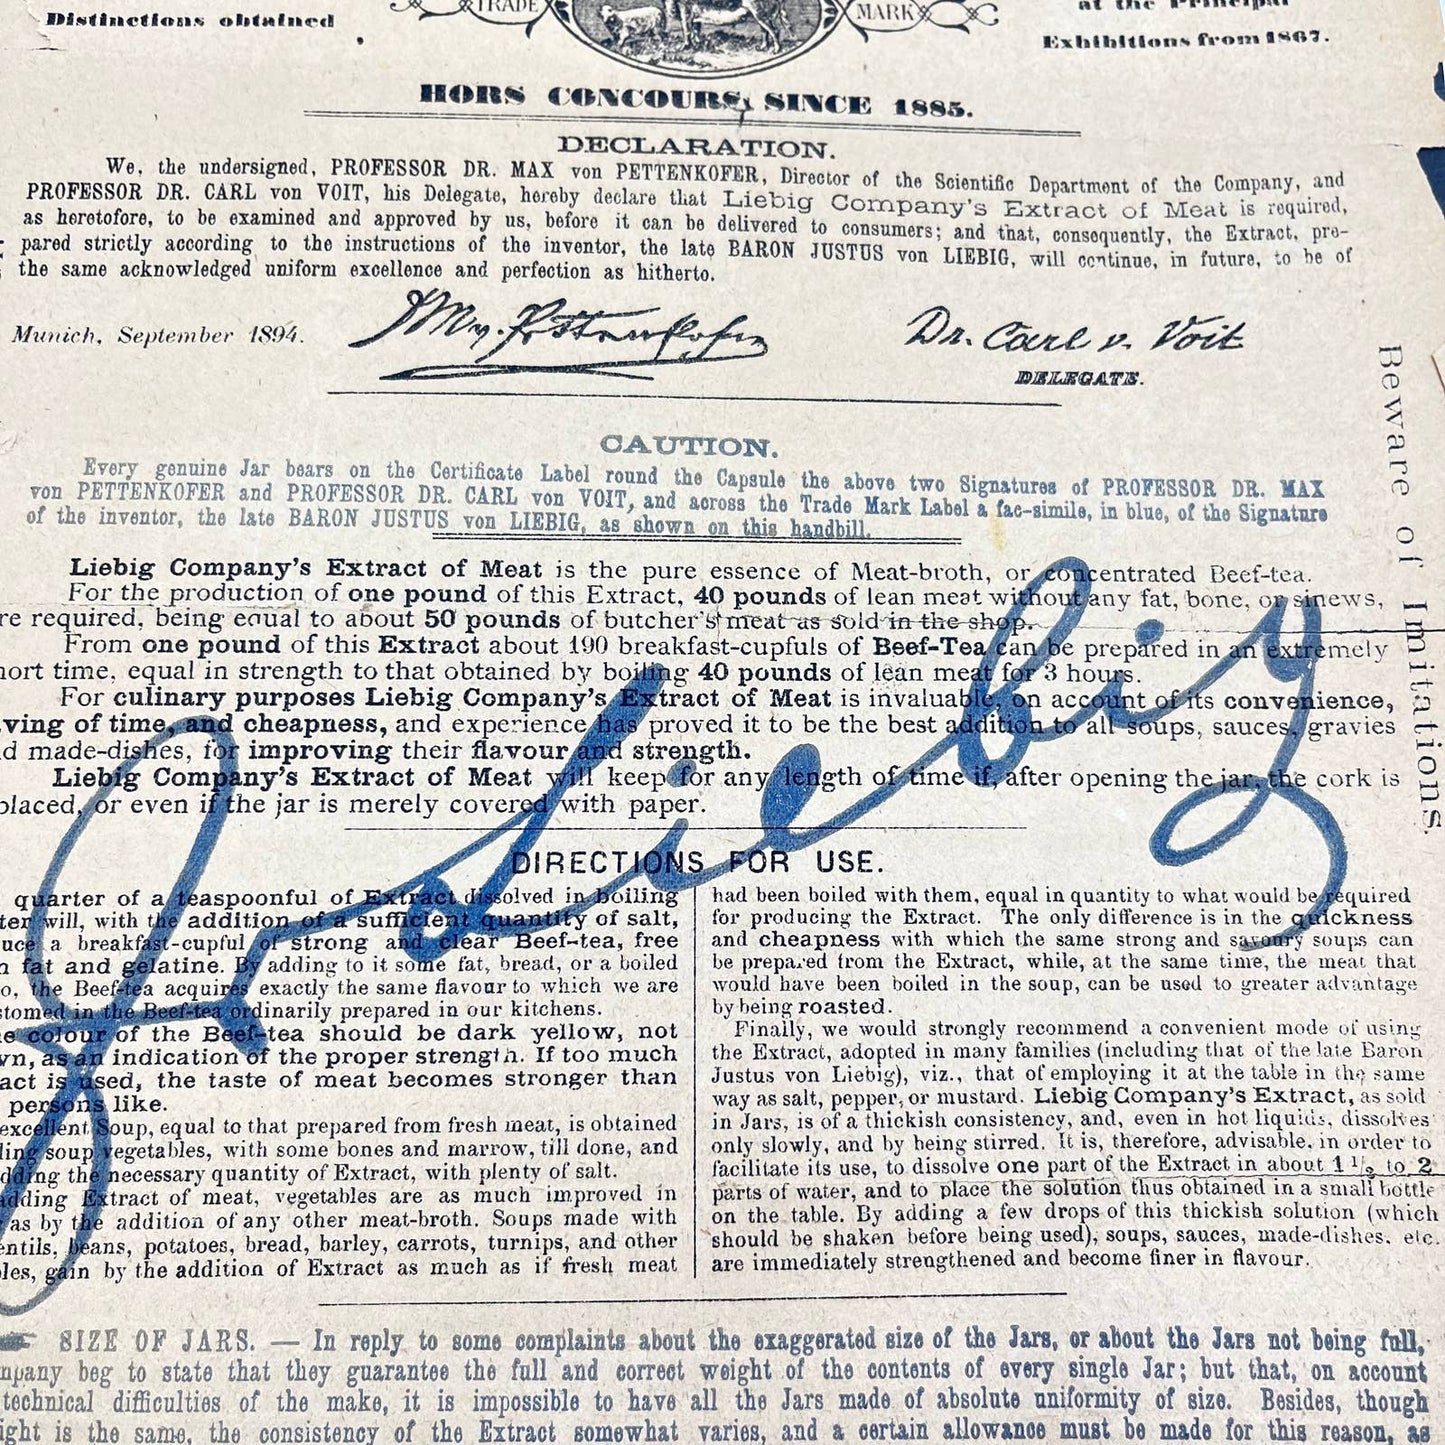 Distinctions obtained
TRADE MARK
at the Principal
Exhibitions from 1867.
HORS CONCOURS, SINCE 1885.
DECLARATION.
We, the undersigned, PROFESSOR DR. MAX von PETTENKOFER, Director of the Scientific Department of the Company, and
PROFESSOR DR. CARL von VOIT, his Delegate, hereby declare that Liebig Company's Extract of Meat is required,
as heretofore, to be examined and approved by us, before it can be delivered to consumers; and that, consequently, the Extract, pre-
pared strictly according to the instructions of the inventor, the late BARON JUSTUS von LIEBIG, will continue, in future, to be of
the same acknowledged uniform excellence and perfection as hitherto.
Munich, September 1894.
Dr. Carl v. Voit
DELEGATE.
CAUTION.
Every genuine Jar bears on the Certificate Label round the Capsule the above two Signatures of PROFESSOR DR. MAX
von PETTENKOFER and PROFESSOR DR. CARL von VOIT, and across the Trade Mark Label a fac-simile, in blue, of the Signature
of the inventor, the late BARON JUSTUS von LIEBIG, as shown on this handbill.
Liebig Company's Extract of Meat is the pure essence of Meat-broth, or concentrated Beef-tea.
For the production of one pound of this Extract, 40 pounds of lean meat without any fat, bone, or sinews,
re required, being equal to about 50 pounds of butcher's meat as sold in the shop.
From one pound of this Extract about 190 breakfast-cupfuls of Beef-Tea can be prepared in an extremely
hort time, equal in strength to that obtained by boiling 40 pounds of lean meat for 3 hours.
For culinary purposes Liebig Company's Extract of Meat is invaluable, on account of its convenience,
ving of time, and cheapness, and experience has proved it to be the best addition to all soups, sauces, gravies
d made-dishes, for improving their flavour and strength.
Liebig Company's Extract of Meat will keep for any length of time if, after opening the jar, the cork is
placed, or even if the jar is merely covered with paper.
J v Liebig
Beware of Imitations.
DIRECTIONS FOR USE.
quarter of a teaspoonful of Extract dissolved in boiling
ter will, with the addition of a sufficient quantity of salt,
uce a breakfast-cupful of strong and clear Beef-tea, free
m fat and gelatine. By adding to it some fat, bread, or a boiled
o, the Beef-tea acquires exactly the same flavour to which we are
stomed in the Beef-tea ordinarily prepared in our kitchens.
e colour of the Beef-tea should be dark yellow, not
wn, as an indication of the proper strength. If too much
act is used, the taste of meat becomes stronger than
persons like.
excellent Soup, equal to that prepared from fresh meat, is obtained
ling soup vegetables, with some bones and marrow, till done, and
dding the necessary quantity of Extract, with plenty of salt.
adding Extract of meat, vegetables are as much improved in
as by the addition of any other meat-broth. Soups made with
entils, beans, potatoes, bread, barley, carrots, turnips, and other
les, gain by the addition of Extract as much as if fresh meat
had been boiled with them, equal in quantity to what would be required
for producing the Extract. The only difference is in the quickness
and cheapness with which the same strong and savoury soups can
be prepared from the Extract, while, at the same time, the meat that
would have been boiled in the soup, can be used to greater advantage
by being roasted.
Finally, we would strongly recommend a convenient mode of using
the Extract, adopted in many families (including that of the late Baron
Justus von Liebig), viz., that of employing it at the table in the same
way as salt, pepper, or mustard. Liebig Company's Extract, as sold
in Jars, is of a thickish consistency, and, even in hot liquids, dissolves
only slowly, and by being stirred. It is, therefore, advisable, in order to
facilitate its use, to dissolve one part of the Extract in about 1 1/2 to 2
parts of water, and to place the solution thus obtained in a small bottle
on the table. By adding a few drops of this thickish solution (which
should be shaken before being used), soups, sauces, made-dishes, etc.
are immediately strengthened and become finer in flavour.
SIZE OF JARS. — In reply to some complaints about the exaggerated size of the Jars, or about the Jars not being full,
mpany beg to state that they guarantee the full and correct weight of the contents of every single Jar; but that, on account
technical difficulties of the make, it is impossible to have all the Jars made of absolute uniformity of size. Besides, though
ight is the same, the consistency of the Extract somewhat varies, and a certain allowance must be made for this reason, as